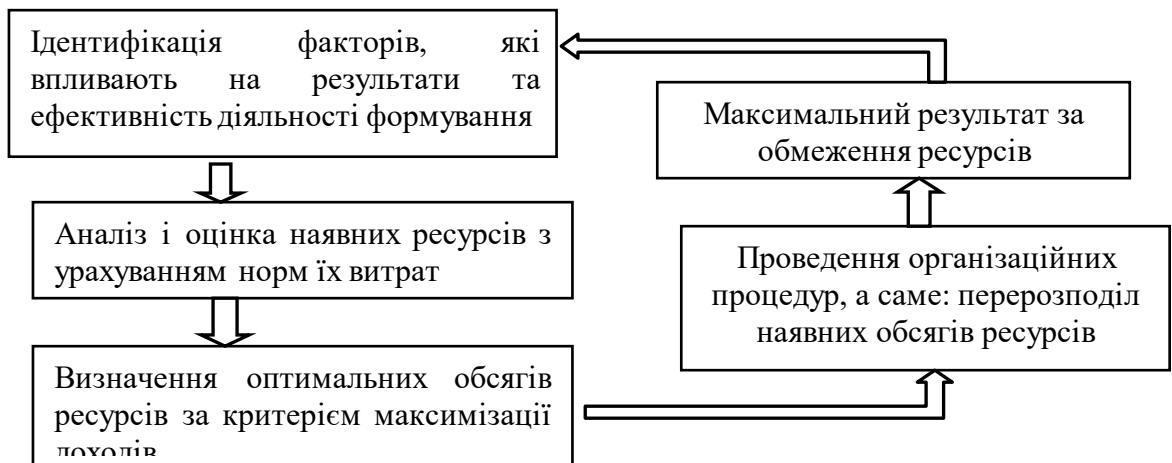 Ідентифікація факторів, які
впливають на результати та
ефективність діяльності формування
Аналіз і оцінка наявних ресурсів з
урахуванням норм їх витрат
Визначення оптимальних обсягів
ресурсів за критерієм максимізації
доходів
Проведення організаційних
процедур, а саме: перерозподіл
наявних обсягів ресурсів
Максимальний результат за
обмеження ресурсів